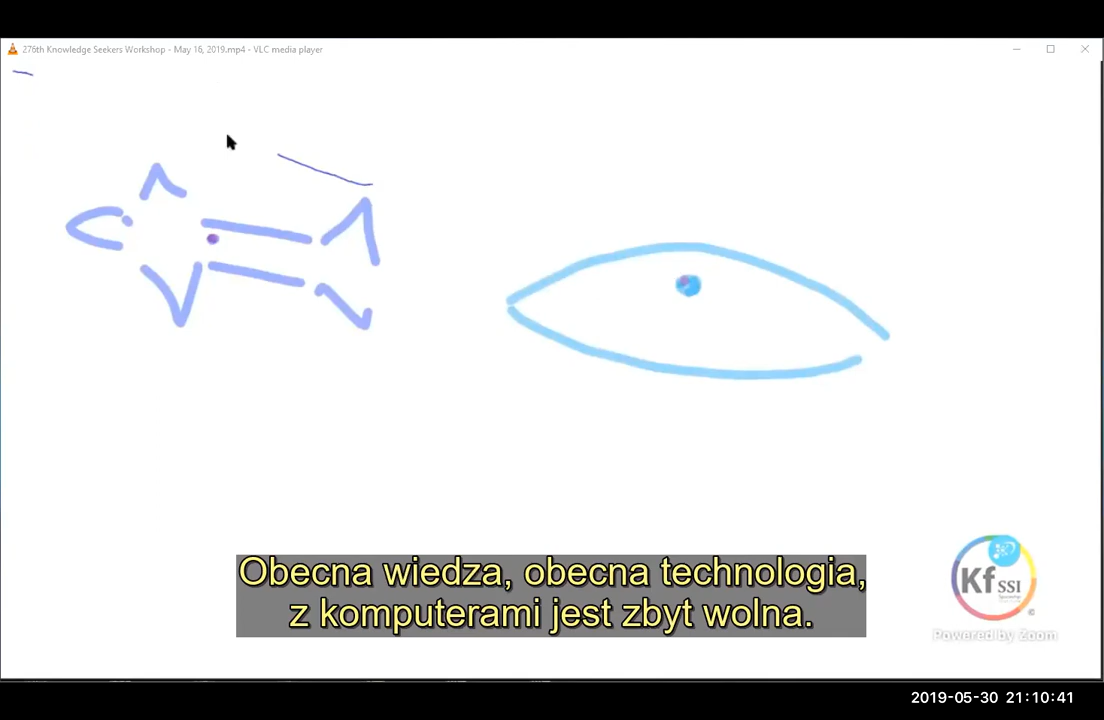 276th Knowledge Seekers Workshop - May 16, 2019.mp4 - VLC media player
Obecna wiedza, obecna technologia,
z komputerami jest zbyt wolna.
Kf SSI
Powered by Zoom
2019-05-30 21:10:41